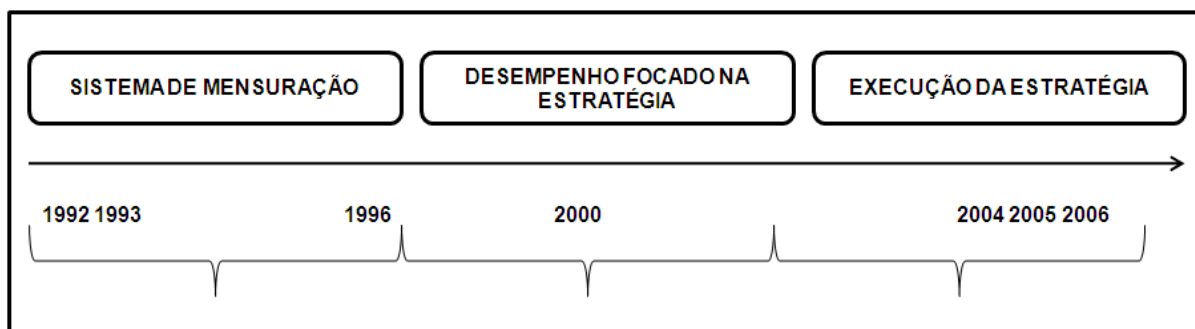 SISTEMA DE MENSURAÇÃO
DESEMPENHO FOCADO NA
ESTRATÉGIA
EXECUÇÃO DA ESTRATÉGIA
1992 1993 1996 2000 2004 2005 2006